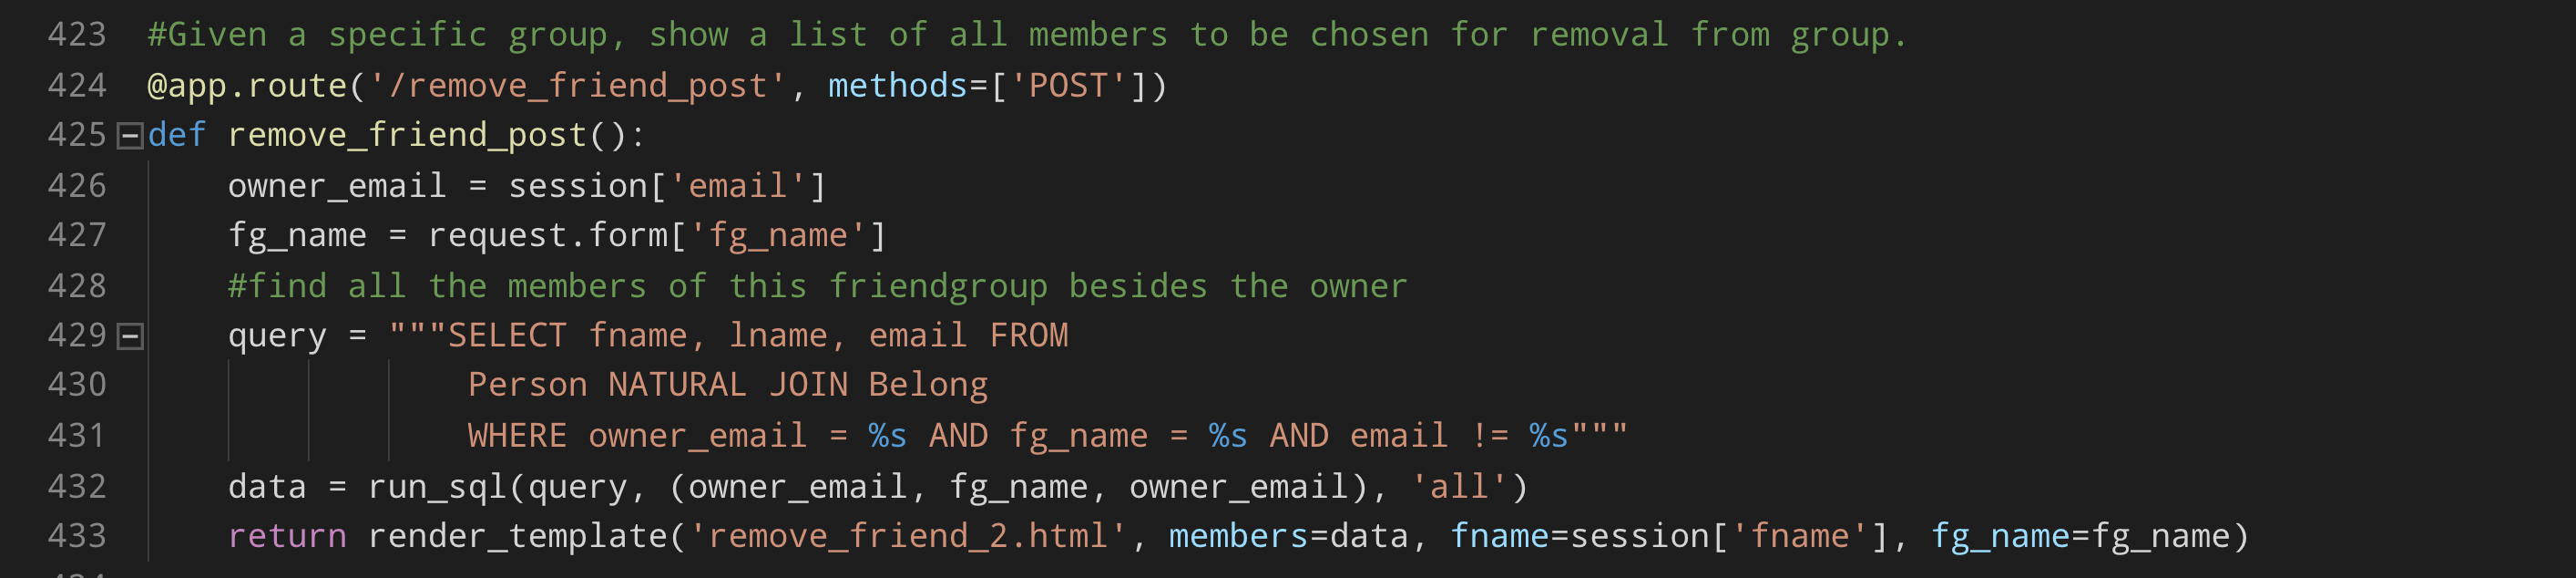 423 #Given a specific group, show a list of all members to be chosen for removal from group.
424 @app.route('/remove_friend_post', methods=['POST'])
425 def remove_friend_post():
426     owner_email = session['email']
427     fg_name = request.form['fg_name']
428     #find all the members of this friendgroup besides the owner
429     query = """SELECT fname, lname, email FROM
430                 Person NATURAL JOIN Belong
431                 WHERE owner_email = %s AND fg_name = %s AND email != %s"""
432     data = run_sql(query, (owner_email, fg_name, owner_email), 'all')
433     return render_template('remove_friend_2.html', members=data, fname=session['fname'], fg_name=fg_name)